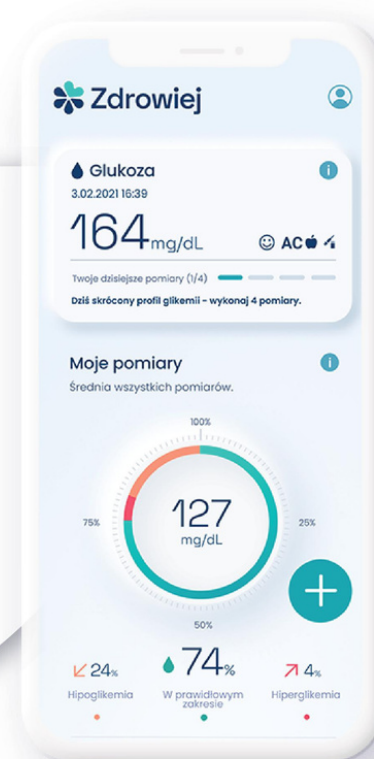 Zdrowiej
Glukoza
3.02.2021 16:39
164 mg/dL
AC
Twoje dzisiejsze pomiary (1/4)
Dziś skrócony profil glikemii - wykonaj 4 pomiary.
Moje pomiary
Średnia wszystkich pomiarów.
100%
75%
127
mg/dL
25%
50%
24%
74%
4%
Hipoglikemia
W prawidłowym
zakresie
Hiperglikemia